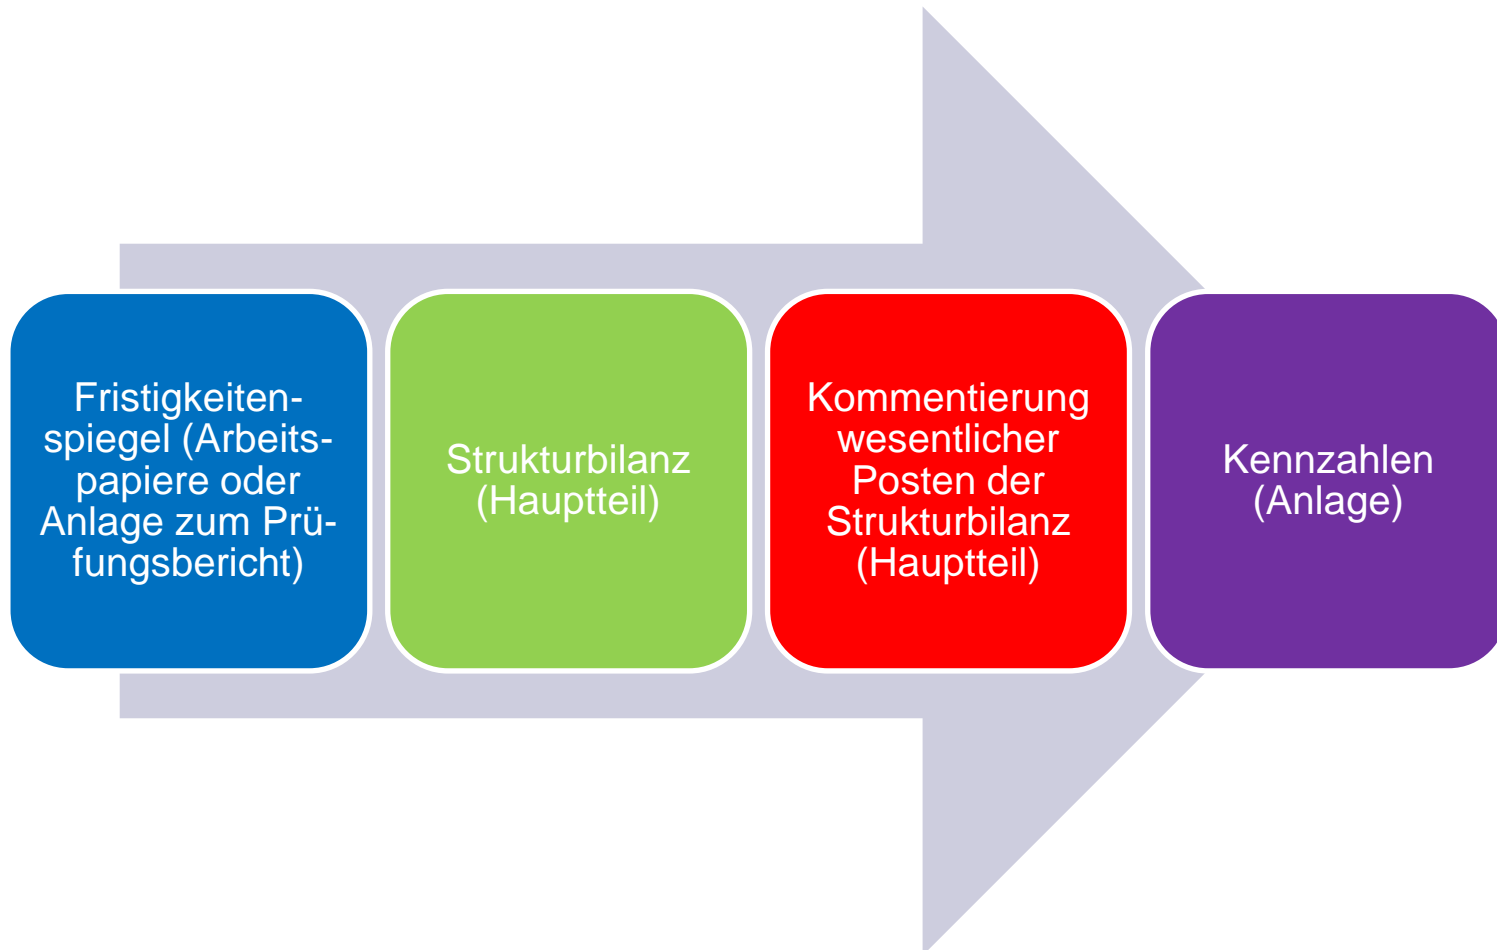 Fristigkeiten-
spiegel (Arbeits-
papiere oder
Anlage zum Prü-
fungsbericht)
Strukturbilanz
(Hauptteil)
Kommentierung
wesentlicher
Posten der
Strukturbilanz
(Hauptteil)
Kennzahlen
(Anlage)